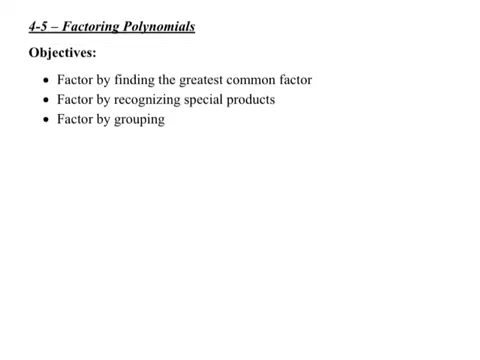 4-5 – Factoring Polynomials
Objectives:
• Factor by finding the greatest common factor
• Factor by recognizing special products
• Factor by grouping